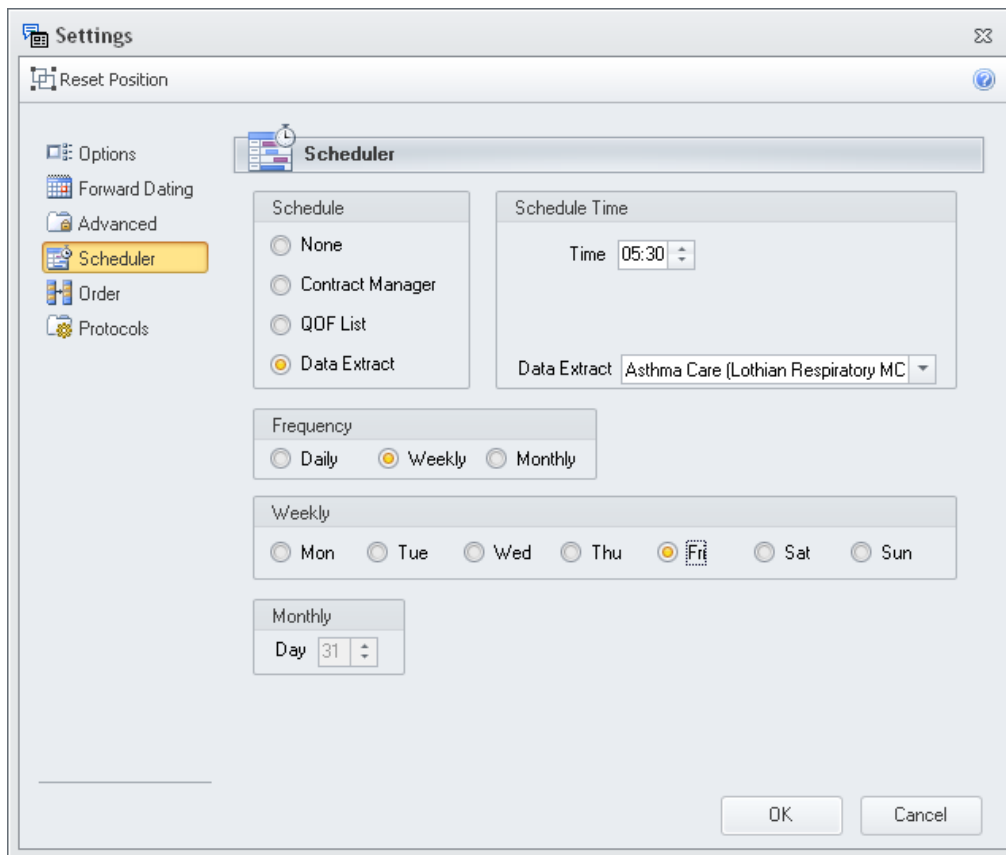 Settings
Reset Position
Options
Forward Dating
Advanced
Scheduler
Order
Protocols
Scheduler
Schedule
None
Contract Manager
QOF List
Data Extract
Schedule Time
Time 05:30
Data Extract Asthma Care (Lothian Respiratory MC
Frequency
Daily Weekly Monthly
Weekly
Mon Tue Wed Thu Fri Sat Sun
Monthly
Day 31
OK Cancel